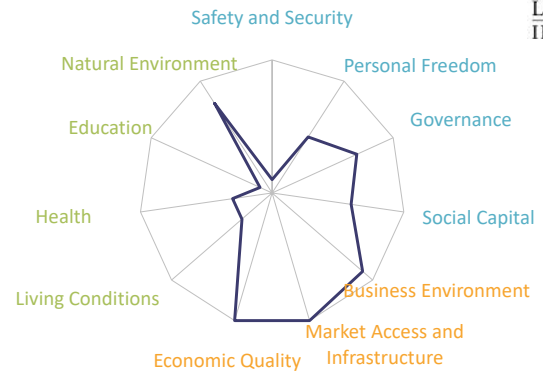 Safety and Security
Natural Environment
Personal Freedom
Education
Governance
Health
Social Capital
Living Conditions
Business Environment
Market Access and
Infrastructure
Economic Quality